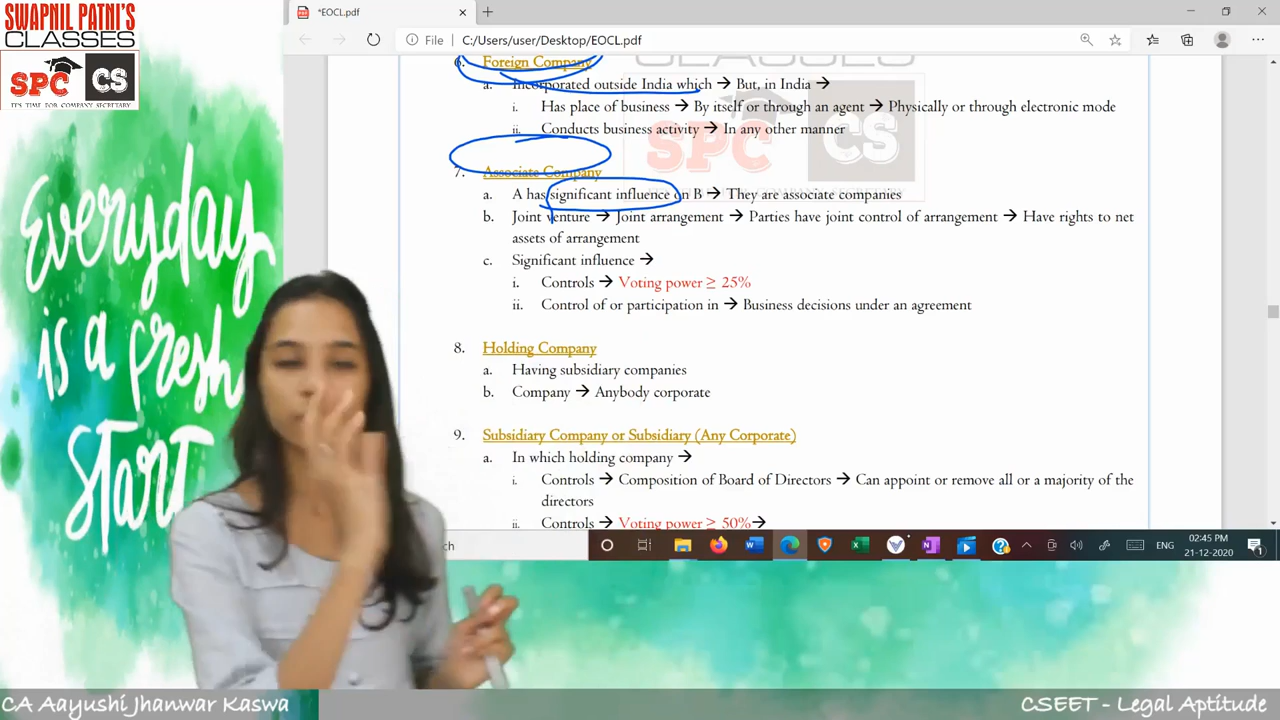 SWAPNIL PATNI'S
CLASSES
SPC CS
IT'S TIME FOR COMPANY SECRETARY
*EOCL.pdf
File C:/Users/user/Desktop/EOCL.pdf
CLASSES
6. Foreign Company
a. Incorporated outside India which → But, in India →
i. Has place of business → By itself or through an agent → Physically or through electronic mode
ii. Conducts business activity → In any other manner
SPC CS
7. Associate Company
a. A has significant influence on B → They are associate companies
b. Joint venture → Joint arrangement → Parties have joint control of arrangement → Have rights to net
assets of arrangement
c. Significant influence →
i. Controls → Voting power ≥ 25%
ii. Control of or participation in → Business decisions under an agreement
8. Holding Company
a. Having subsidiary companies
b. Company → Anybody corporate
9. Subsidiary Company or Subsidiary (Any Corporate)
a. In which holding company →
i. Controls → Composition of Board of Directors → Can appoint or remove all or a majority of the
directors
ii. Controls → Voting power ≥ 50% →
ch
ENG
02:45 PM
21-12-2020
Everyday
is a fresh
start
CA Aayushi Jhanwar Kaswa
CSEET - Legal Aptitude